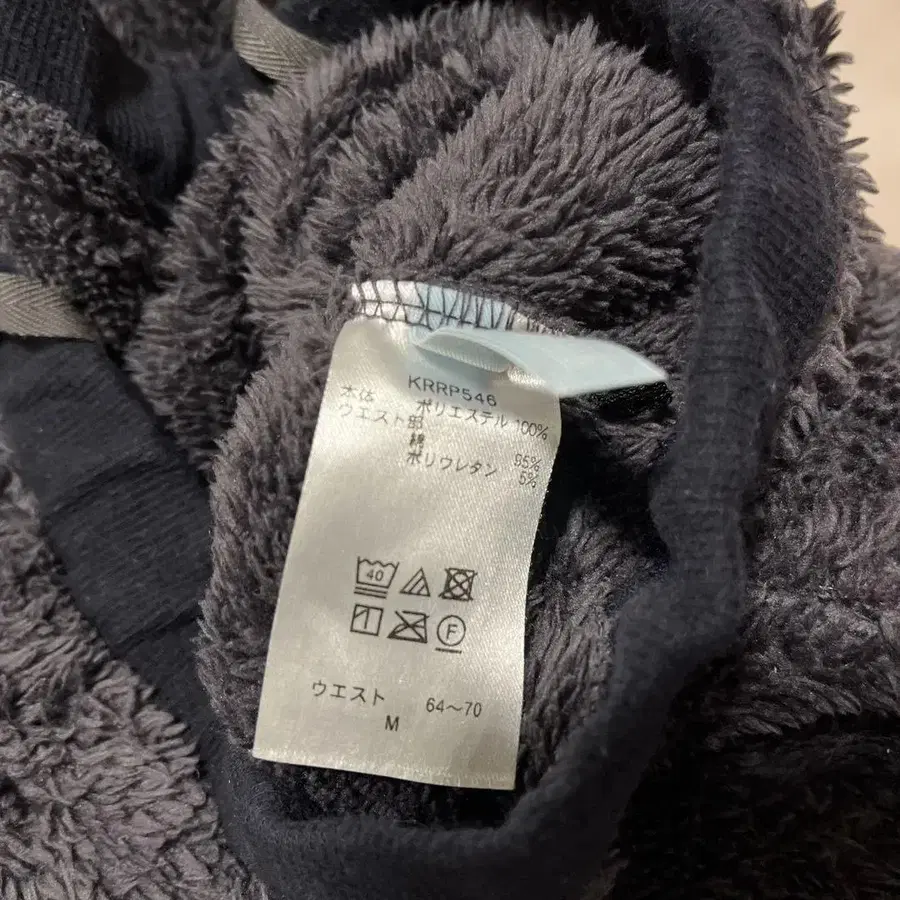 KRRP546
本体 ポリエステル 100%
ウエスト部
綿 95%
ポリウレタン 5%
40
F
ウエスト 64〜70
M